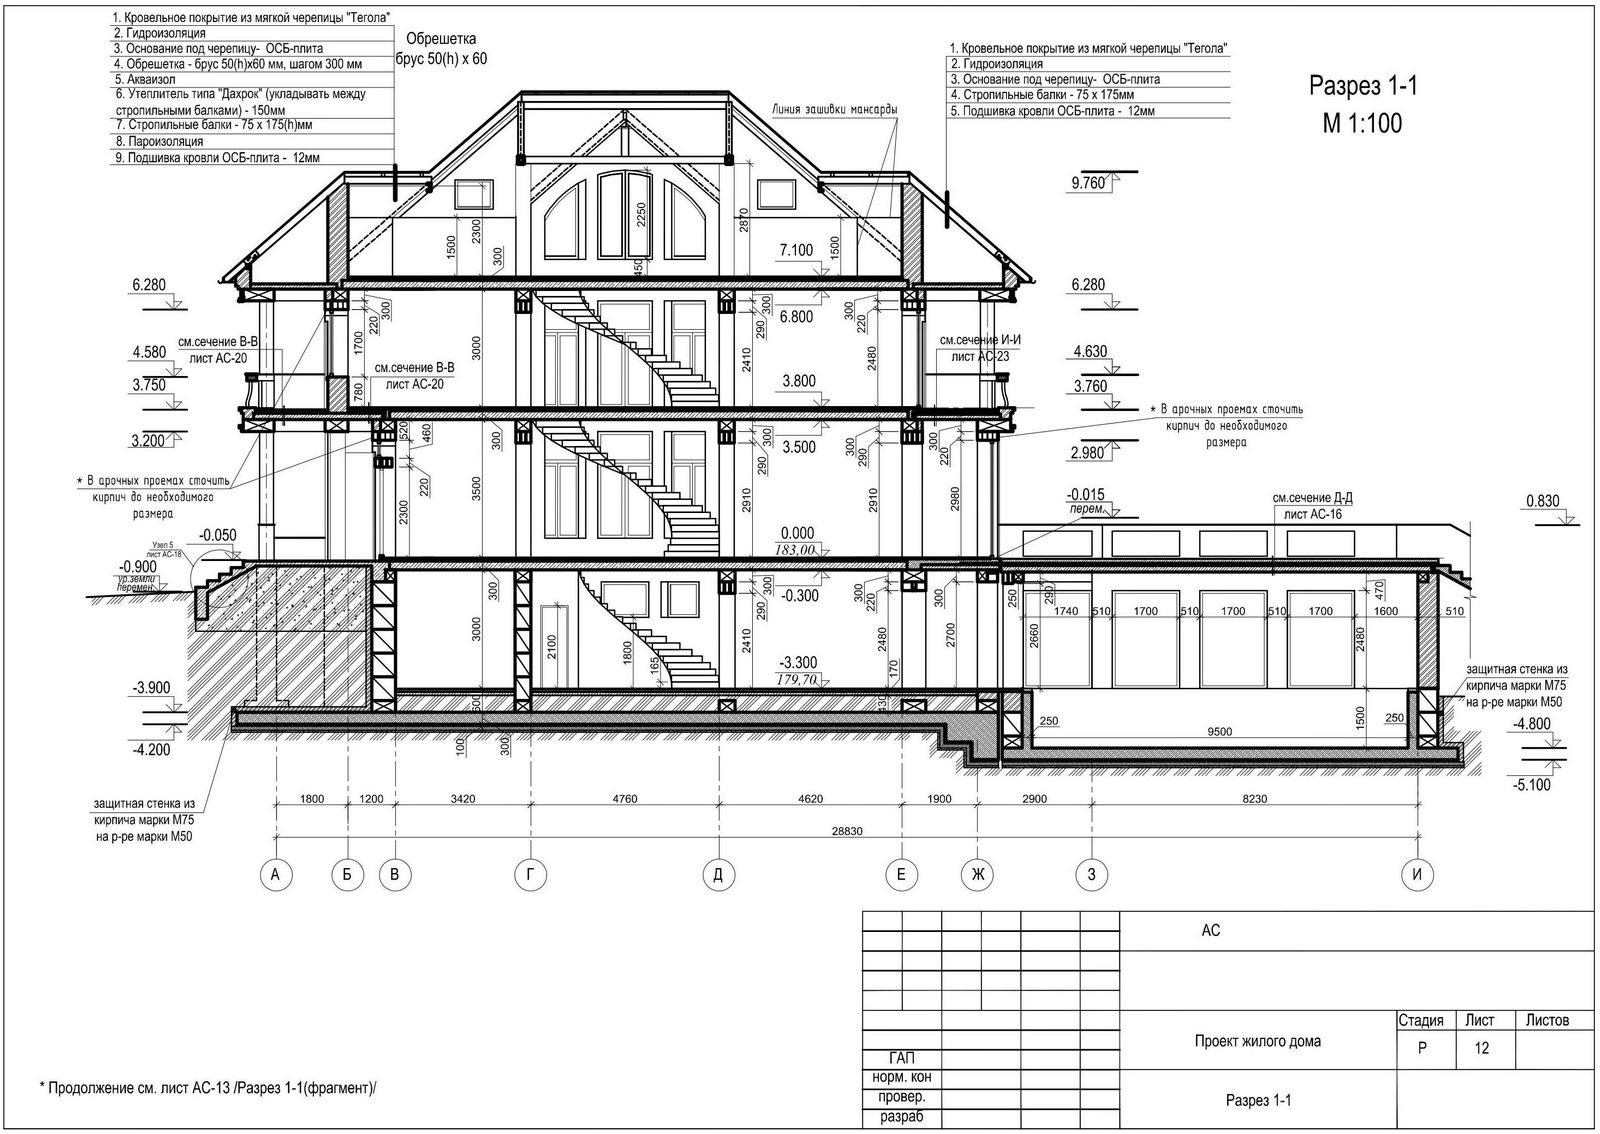 1. Кровельное покрытие из мягкой черепицы "Тегола"
2. Гидроизоляция
3. Основание под черепицу- ОСБ-плита
4. Обрешетка - брус 50(h)х60 мм, шагом 300 мм
5. Акваизол
6. Утеплитель типа "Дахрок" (укладывать между
стропильными балками) - 150мм
7. Стропильные балки - 75 х 175(h)мм
8. Пароизоляция
9. Подшивка кровли ОСБ-плита - 12мм
Обрешетка
брус 50(h) х 60
Линия зашивки мансарды
1. Кровельное покрытие из мягкой черепицы "Тегола"
2. Гидроизоляция
3. Основание под черепицу- ОСБ-плита
4. Стропильные балки - 75 х 175мм
5. Подшивка кровли ОСБ-плита - 12мм
Разрез 1-1
М 1:100
9.760
1500
2300
300
2250
450
2870
7.100
1500
6.280
300
220
1700
780
3000
300
290
2410
6.800
3.800
300
220
2480
6.280
см.сечение В-В
лист АС-20
см.сечение В-В
лист АС-20
см.сечение И-И
лист АС-23
4.580
3.750
3.200
4.630
3.760
2.980
* В арочных проемах сточить
кирпич до необходимого
размера
* В арочных проемах сточить
кирпич до необходимого
размера
520
460
220
2300
300
3500
300
290
2910
3.500
0.000
183,00
300
290
2910
300
220
2980
-0.015
перем.
см.сечение Д-Д
лист АС-16
0.830
-0.050
Узел 5
лист АС-18
-0.900
ур.земли
перемен.
300
3000
2100
1800
165
300
290
2410
-0.300
-3.300
179,70
300
220
2480
170
430
300
2700
250
290
2660
1740
510
1700
510
1700
510
1700
1600
510
470
2480
1500
250
9500
250
защитная стенка из
кирпича марки М75
на р-ре марки М50
-3.900
-4.200
600
100
300
-4.800
-5.100
защитная стенка из
кирпича марки М75
на р-ре марки М50
1800
1200
3420
4760
4620
1900
2900
8230
28830
А
Б
В
Г
Д
Е
Ж
З
И
АС
Проект жилого дома
Стадия
Лист
Листов
Р
12
ГАП
норм. кон
провер.
разраб
Разрез 1-1
* Продолжение см. лист АС-13 /Разрез 1-1(фрагмент)/